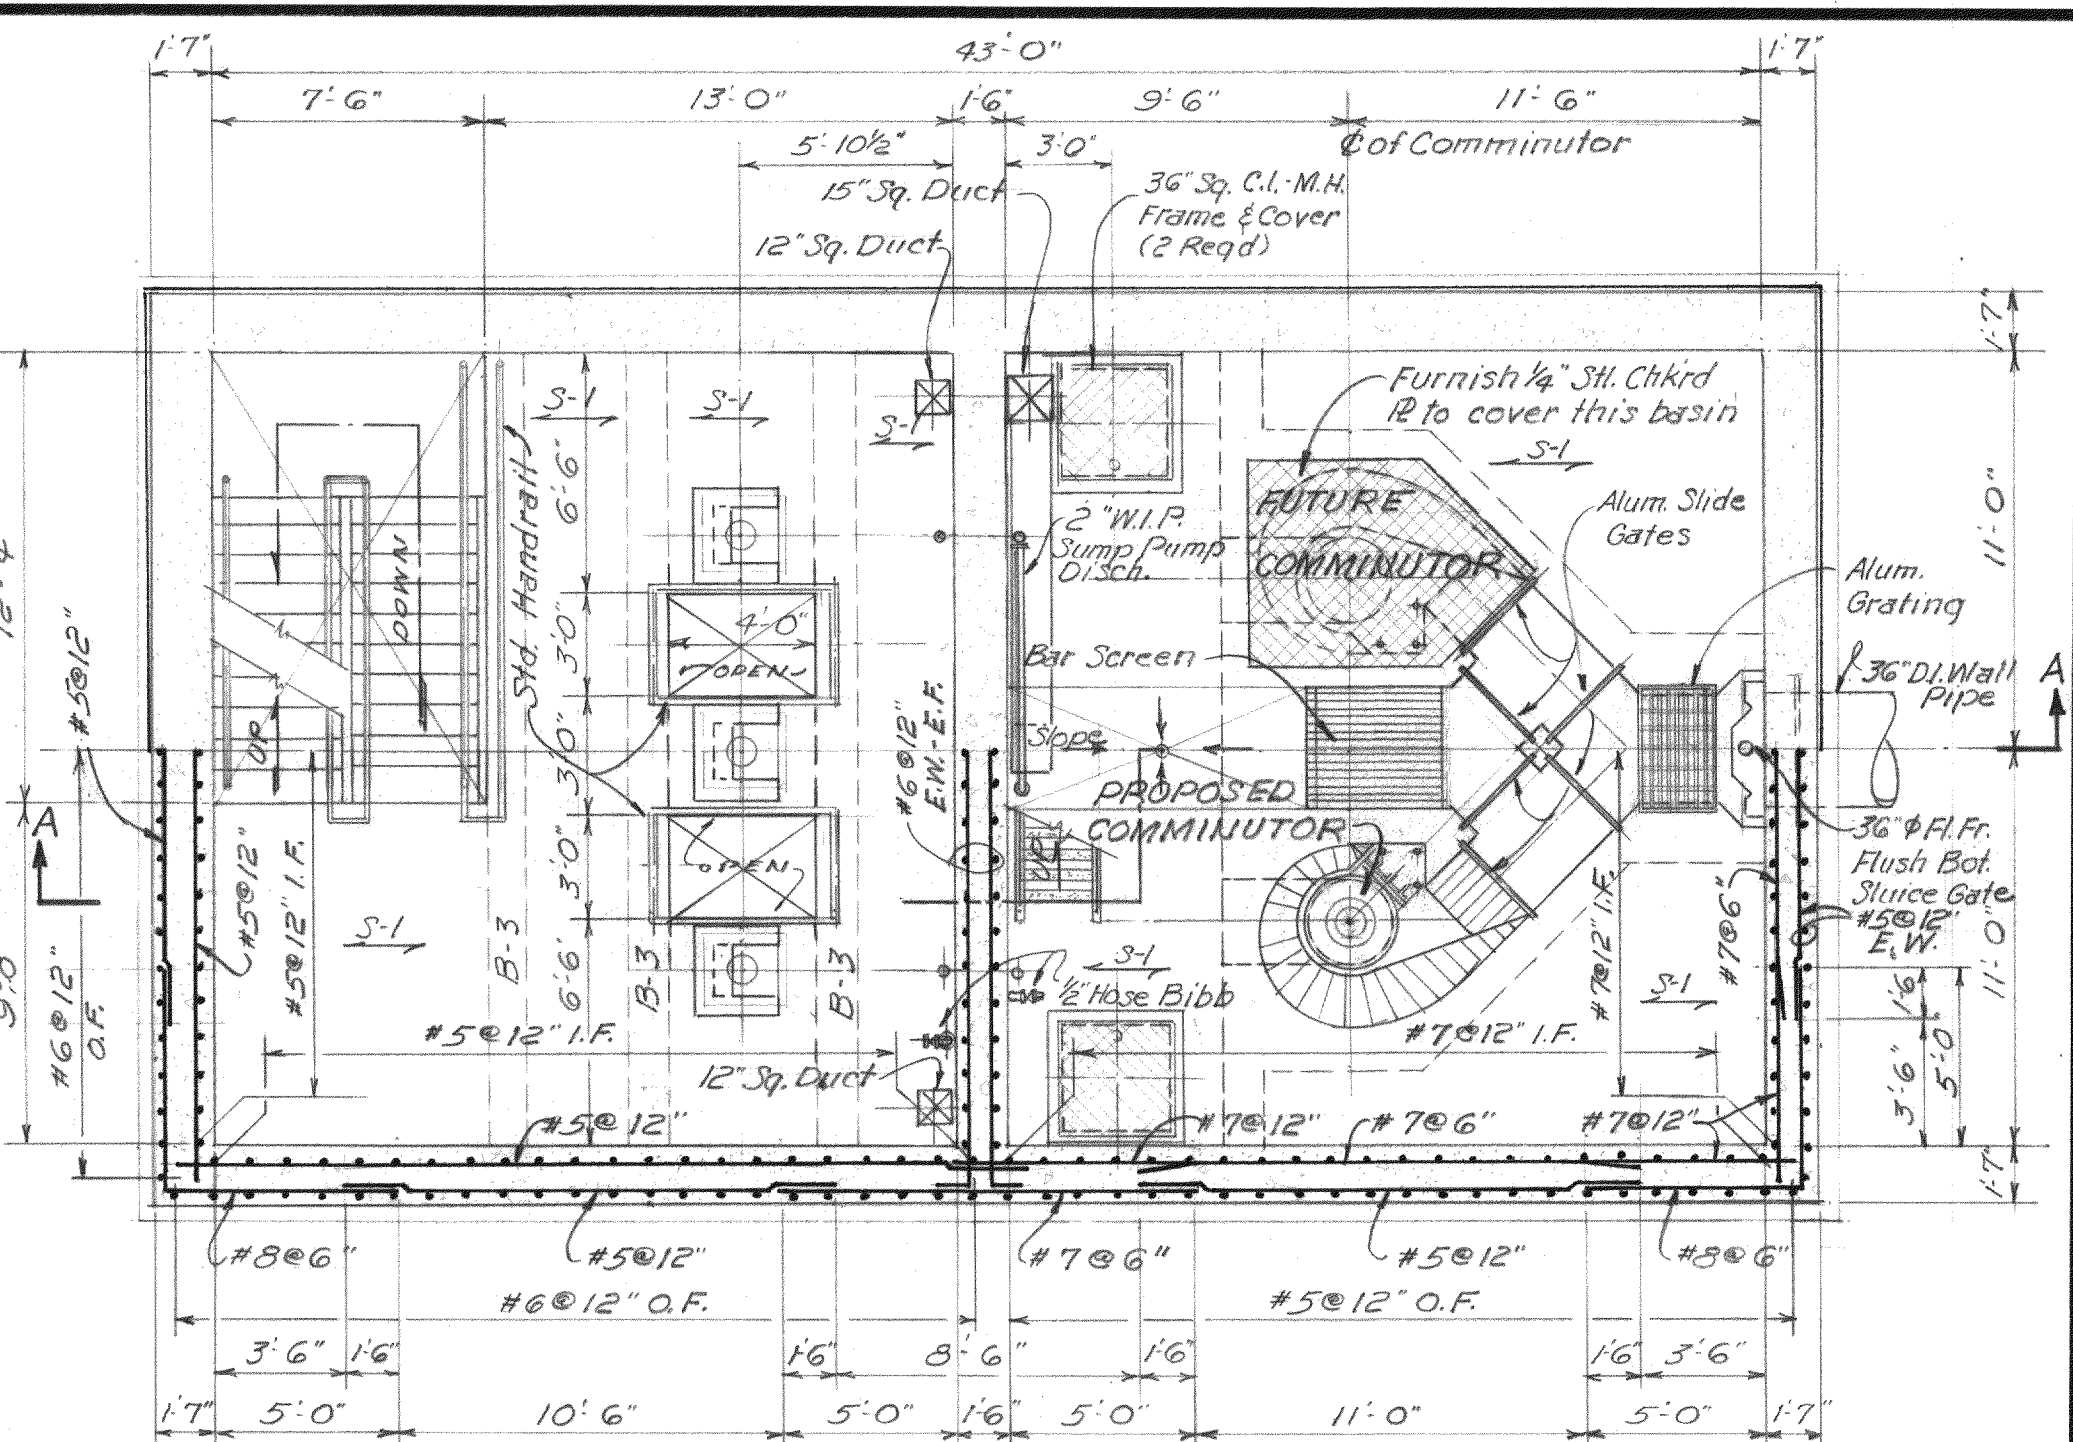 1'-7"
43'-0"
1'-7"
7'-6"
13'-0"
1'-6"
9'-6"
11'-6"
5'-10½"
3'-0"
℄ of Comminutor
15" Sq. Duct
36" Sq. C.I.-M.H.
Frame & Cover
(2 Reqd)
12" Sq. Duct
1'-7"
S-1
S-1
S-1
Furnish ¼" Stl. Chkrd
℄ to cover this basin
S-1
6'-6"
Std. Handrail
FUTURE
COMMINUTOR
Alum. Slide
Gates
11'-0"
2" W.I.P.
Sump Pump
Disch.
DOWN
Alum.
Grating
3'-0"
4'-0"
OPEN
Bar Screen
36" D.I. Wall
Pipe
A
#5@12"
UP
3'-0"
#6@12"
E.W.-E.F.
Slope
PROPOSED
COMMINUTOR
A
3'-0"
OPEN
UP
36" ϕ Fl. Fr.
Flush Bot.
Sluice Gate
#5@12"
E.W.
#5@12"
#5@12" I.F.
#7@12" I.F.
#7@6"
S-1
B-3
6'-6"
B-3
B-3
S-1
½" Hose Bibb
S-1
1'-6"
11'-0"
9'-0"
#6@12"
O.F.
#5@12" I.F.
#7@12" I.F.
3'-6"
5'-0"
12" Sq. Duct
#5@12"
#7@12"
#7@6"
#7@12"
1'-7"
#8@6"
#5@12"
#7@6"
#5@12"
#8@6"
#6@12" O.F.
#5@12" O.F.
3'-6"
1'-6"
1'-6"
8'-6"
1'-6"
1'-6"
3'-6"
1'-7"
5'-0"
10'-6"
5'-0"
1'-6"
5'-0"
11'-0"
5'-0"
1'-7"